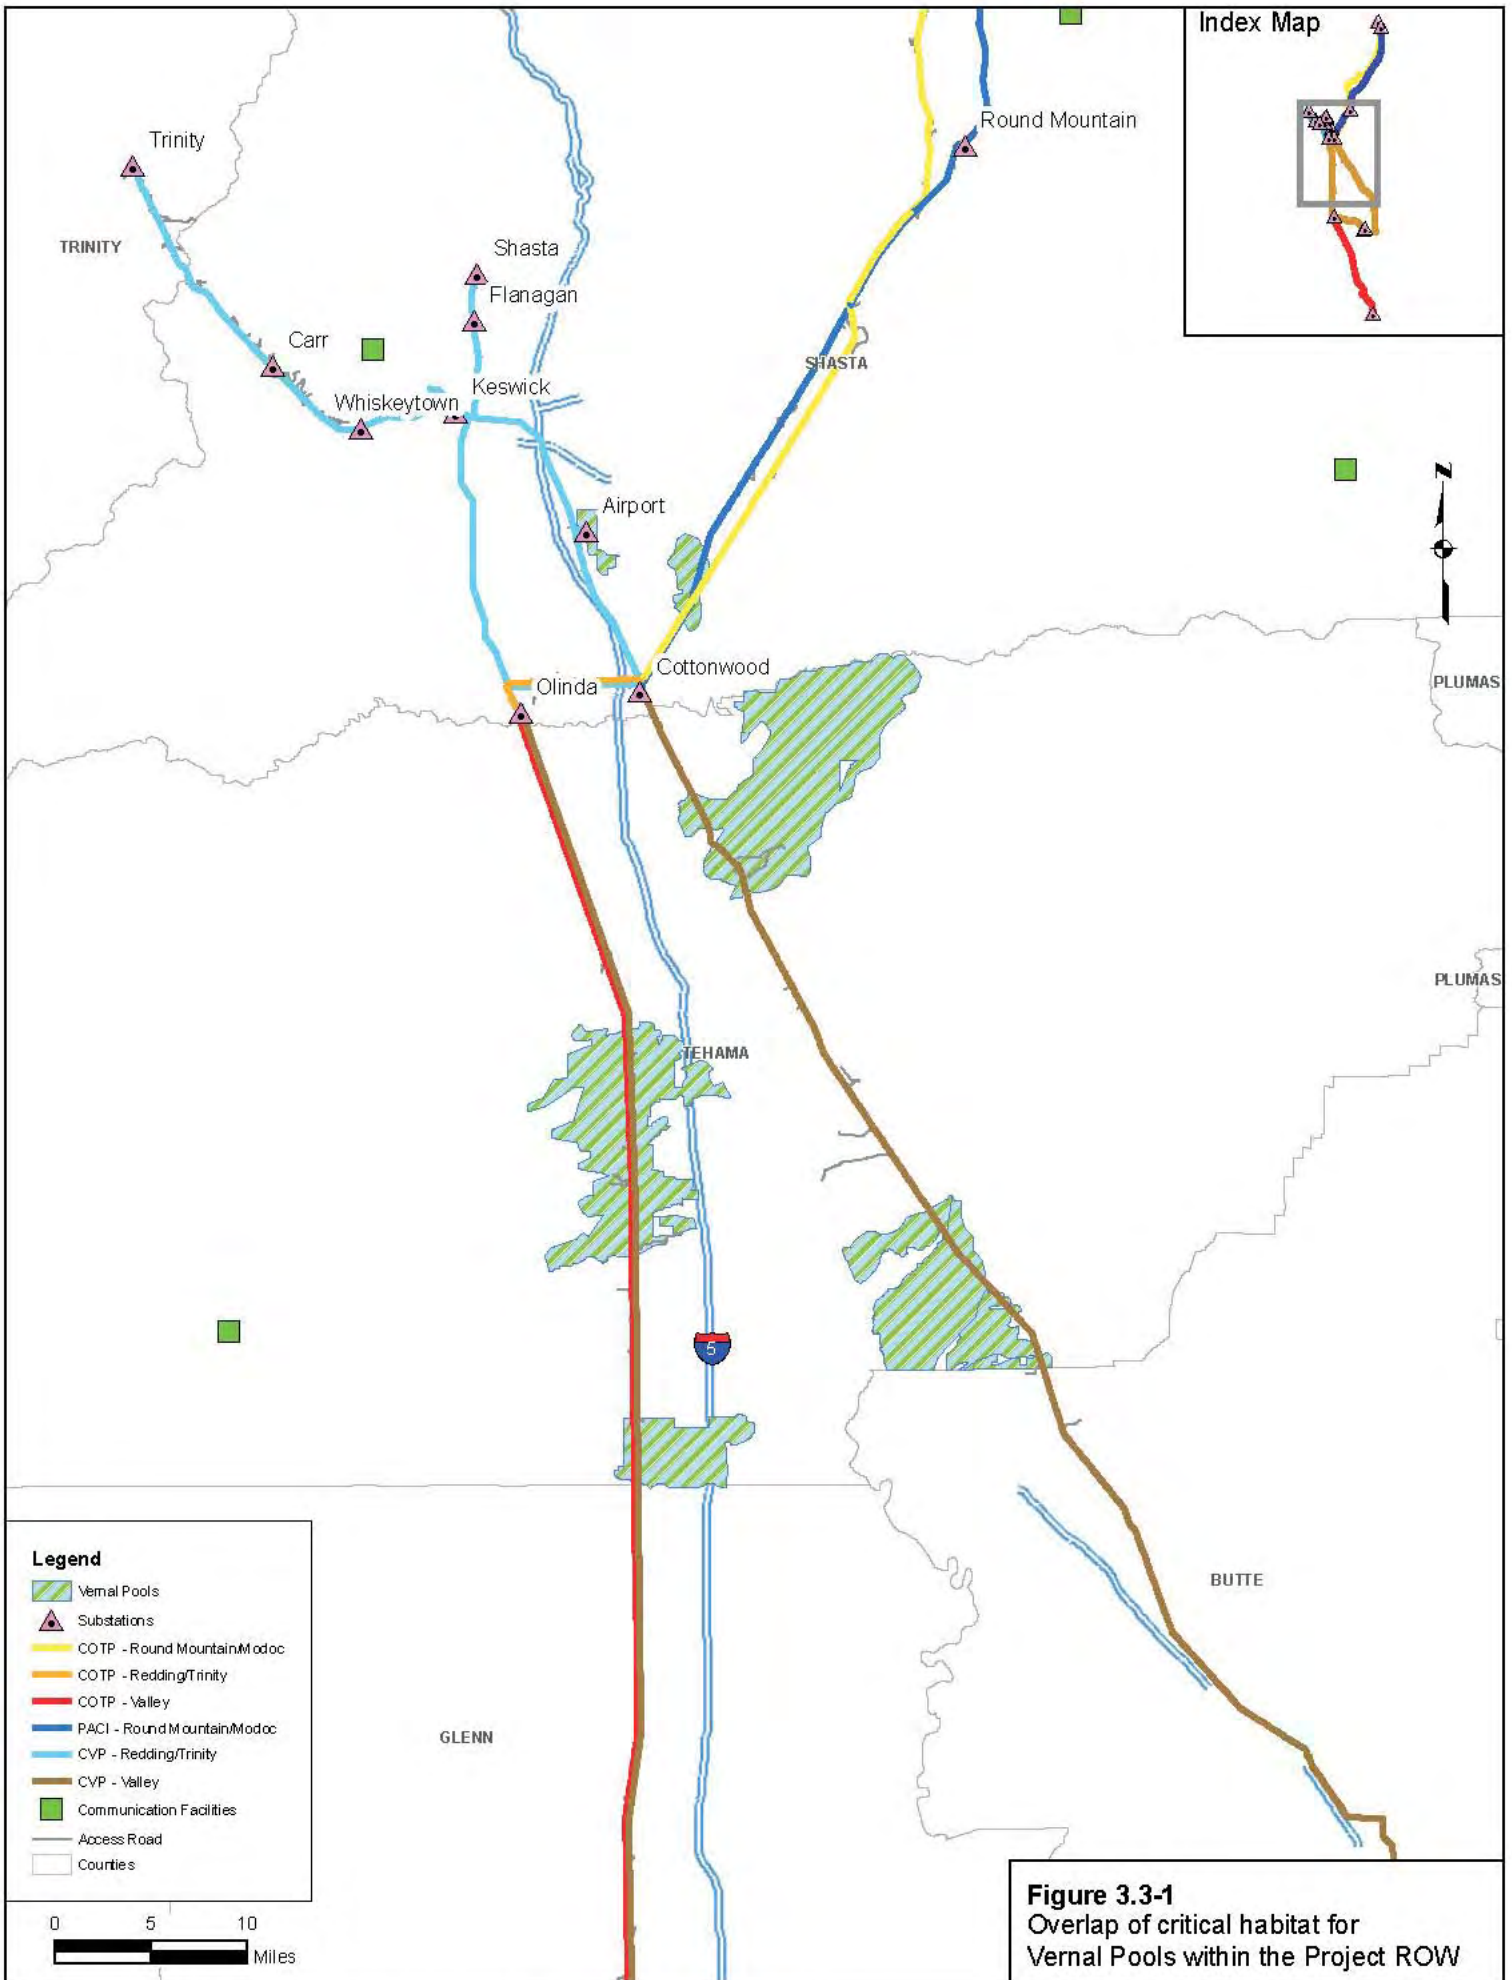 Index Map
Round Mountain
Trinity
TRINITY
Shasta
Flanagan
Carr
SHASTA
Keswick
Whiskeytown
N
Airport
Cottonwood
Olinda
PLUMAS
PLUMAS
TEHAMA
5
BUTTE
GLENN
Legend
Vernal Pools
Substations
COTP - Round Mountain/Modoc
COTP - Redding/Trinity
COTP - Valley
PACI - Round Mountain/Modoc
CVP - Redding/Trinity
CVP - Valley
Communication Facilities
Access Road
Counties
0 5 10
Miles
Figure 3.3-1
Overlap of critical habitat for
Vernal Pools within the Project ROW